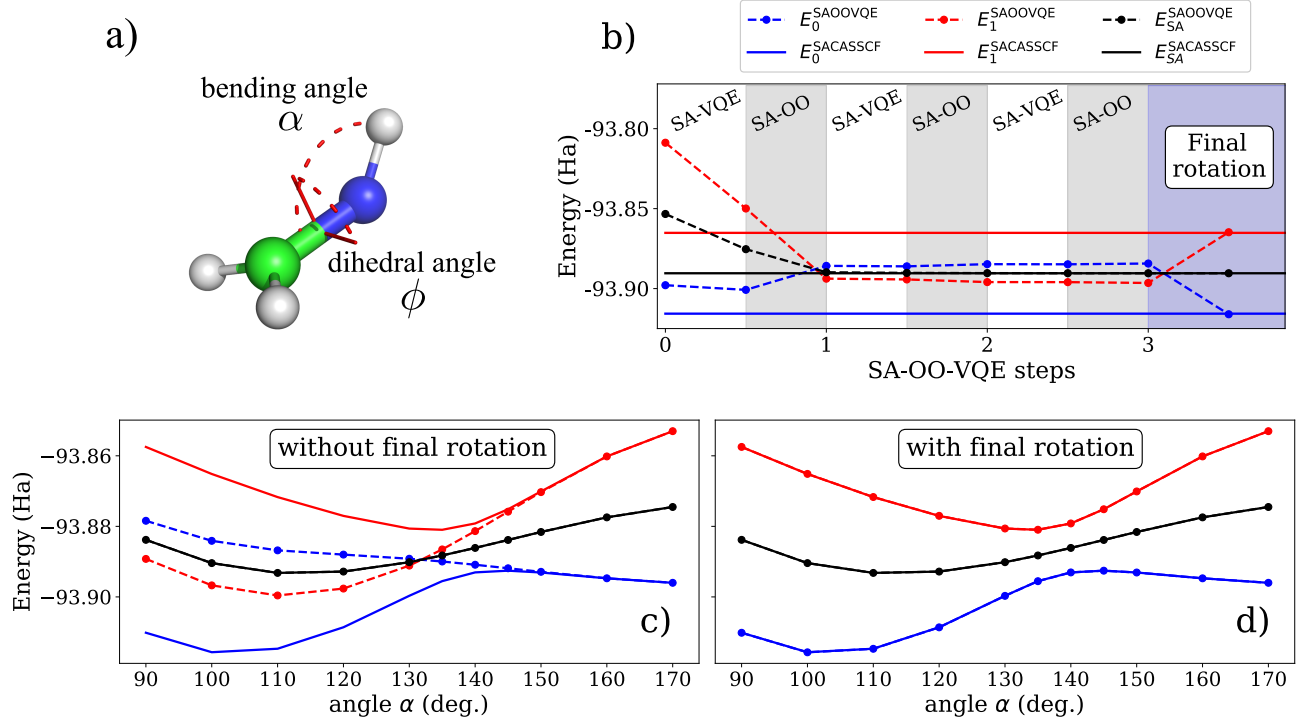 a)
bending angle
α
dihedral angle
ϕ
b)
E_0^SAOOVQE E_1^SAOOVQE E_SA^SAOOVQE
E_0^SACASSCF E_1^SACASSCF E_SA^SACASSCF
SA-VQE SA-OO SA-VQE SA-OO SA-VQE SA-OO
Final
rotation
Energy (Ha)
-93.80
-93.85
-93.90
0 1 2 3
SA-OO-VQE steps
without final rotation
Energy (Ha)
−93.86
−93.88
−93.90
c)
90 100 110 120 130 140 150 160 170
angle α (deg.)
with final rotation
d)
90 100 110 120 130 140 150 160 170
angle α (deg.)